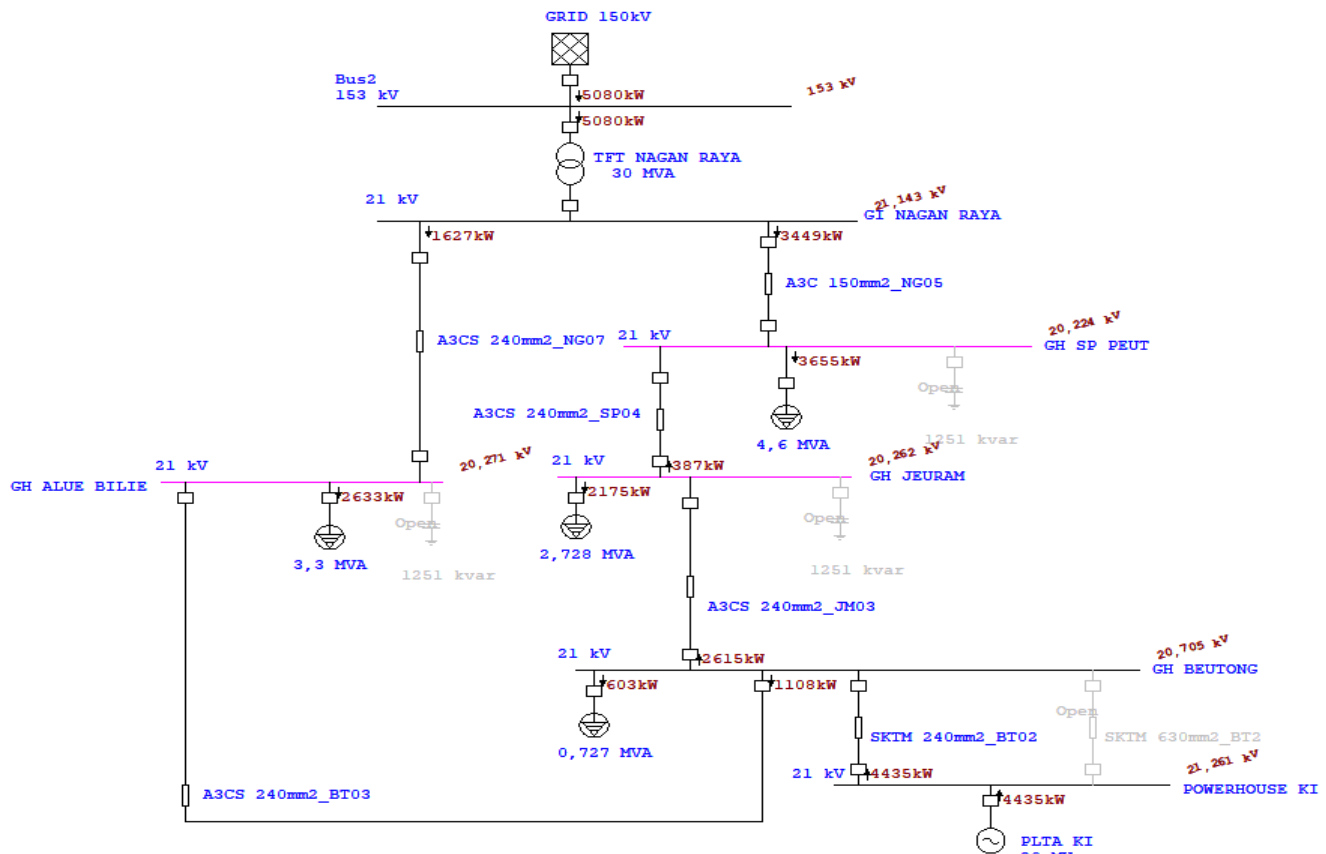 GRID 150kV
Bus2
153 kV
5080kW
153 kV
5080kW
TFT NAGAN RAYA
30 MVA
21 kV
21,143 kV
GI NAGAN RAYA
1627kW
3449kW
A3C 150mm2_NG05
A3CS 240mm2_NG07
21 kV
20,224 kV
GH SP PEUT
3655kW
Open
A3CS 240mm2_SP04
4,6 MVA
1251 kvar
21 kV
20,271 kV
GH ALUE BILIE
2633kW
Open
3,3 MVA
1251 kvar
21 kV
387kW
20,262 kV
GH JEURAM
2175kW
Open
2,728 MVA
1251 kvar
A3CS 240mm2_JM03
21 kV
2615kW
20,705 kV
GH BEUTONG
603kW
1108kW
Open
0,727 MVA
SKTM 240mm2_BT02
SKTM 630mm2_BT2
21 kV
4435kW
21,261 kV
POWERHOUSE KI
A3CS 240mm2_BT03
4435kW
PLTA KI